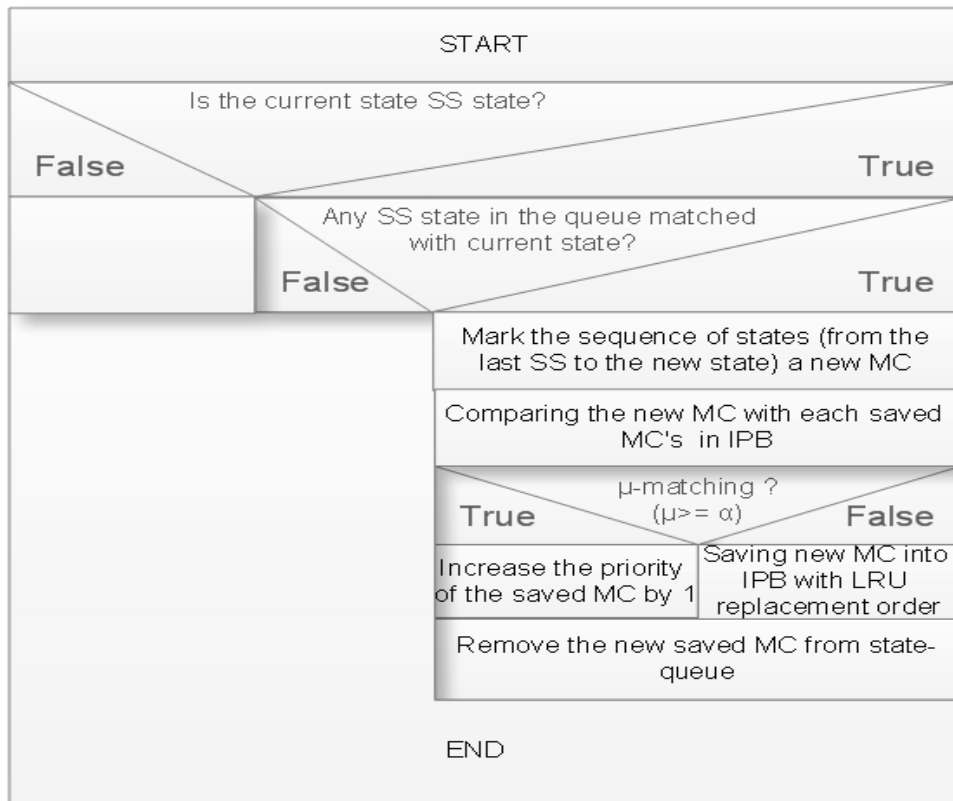 START
Is the current state SS state?
False
True
Any SS state in the queue matched
with current state?
False
True
Mark the sequence of states (from the
last SS to the new state) a new MC
Comparing the new MC with each saved
MC's in IPB
µ-matching ?
(µ>= α)
True
False
Increase the priority
of the saved MC by 1
Saving new MC into
IPB with LRU
replacement order
Remove the new saved MC from state-
queue
END